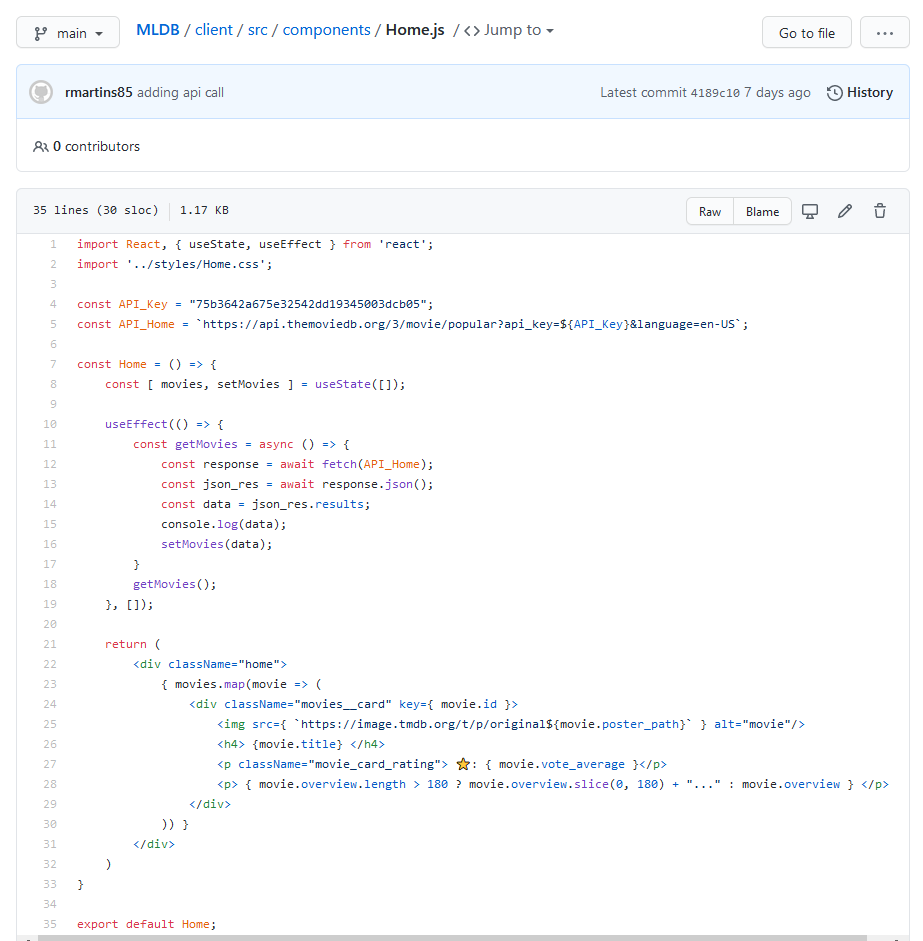 main
MLDB / client / src / components / Home.js / <> Jump to
Go to file
...
rmartins85 adding api call
Latest commit 4189c10 7 days ago
History
0 contributors
35 lines (30 sloc) | 1.17 KB
Raw
Blame
1 import React, { useState, useEffect } from 'react';
2 import '../styles/Home.css';
3
4 const API_Key = "75b3642a675e32542dd19345003dcb05";
5 const API_Home = `https://api.themoviedb.org/3/movie/popular?api_key=${API_Key}&language=en-US`;
6
7 const Home = () => {
8     const [ movies, setMovies ] = useState([]);
9
10     useEffect(() => {
11         const getMovies = async () => {
12             const response = await fetch(API_Home);
13             const json_res = await response.json();
14             const data = json_res.results;
15             console.log(data);
16             setMovies(data);
17         }
18         getMovies();
19     }, []);
20
21     return (
22         <div className="home">
23             { movies.map(movie => (
24                 <div className="movies__card" key={ movie.id }>
25                     <img src={ `https://image.tmdb.org/t/p/original${movie.poster_path}` } alt="movie"/>
26                     <h4> {movie.title} </h4>
27                     <p className="movie_card_rating"> ⭐: { movie.vote_average }</p>
28                     <p> { movie.overview.length > 180 ? movie.overview.slice(0, 180) + "..." : movie.overview } </p>
29                 </div>
30             )) }
31         </div>
32     )
33 }
34
35 export default Home;